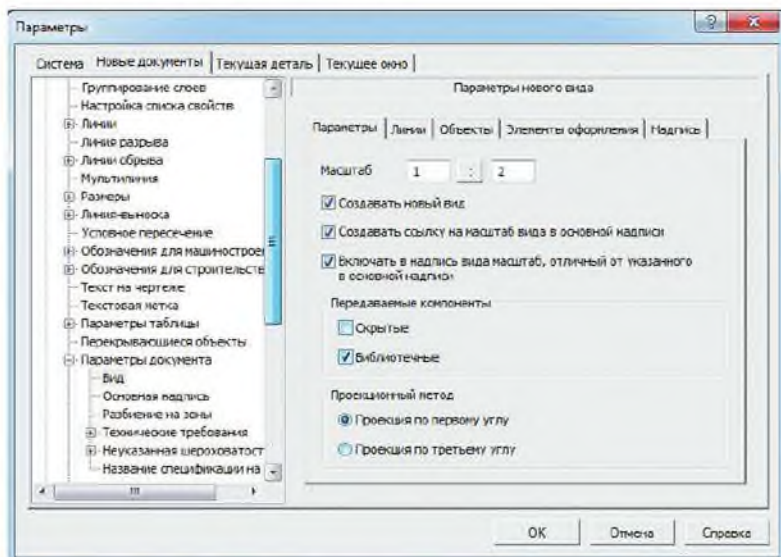 Параметры
Система Новые документы Текущая деталь Текущее окно
Группирование слоев
Настройка списка свойств
Линии
Линия разрыва
Линии обрыва
Мультилиния
Размеры
Линия-выноска
Условное пересечение
Обозначения для машиностроен
Обозначения для строительств
Текст на чертеже
Текстовая метка
Параметры таблицы
Перекрывающиеся объекты
Параметры документа
Вид
Основная надпись
Разбиение на зоны
Технические требования
Неуказанная шероховатост
Название спецификации на
Параметры нового вида
Параметры Линии Объекты Элементы оформления Надпись
Масштаб 1 : 2
Создавать новый вид
Создавать ссылку на масштаб вида в основной надписи
Включать в надпись вида масштаб, отличный от указанного
в основной надписи
Передаваемые компоненты
Скрытые
Библиотечные
Проекционный метод
Проекция по первому углу
Проекция по третьему углу
OK Отмена Справка